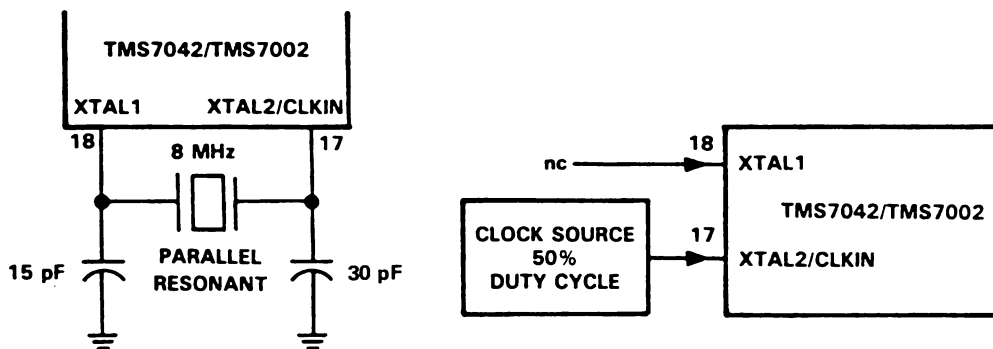 TMS7042/TMS7002
XTAL1 XTAL2/CLKIN
18 17
8 MHz
15 pF
PARALLEL
RESONANT
30 pF
18
nc
XTAL1
TMS7042/TMS7002
CLOCK SOURCE
50%
DUTY CYCLE
17
XTAL2/CLKIN